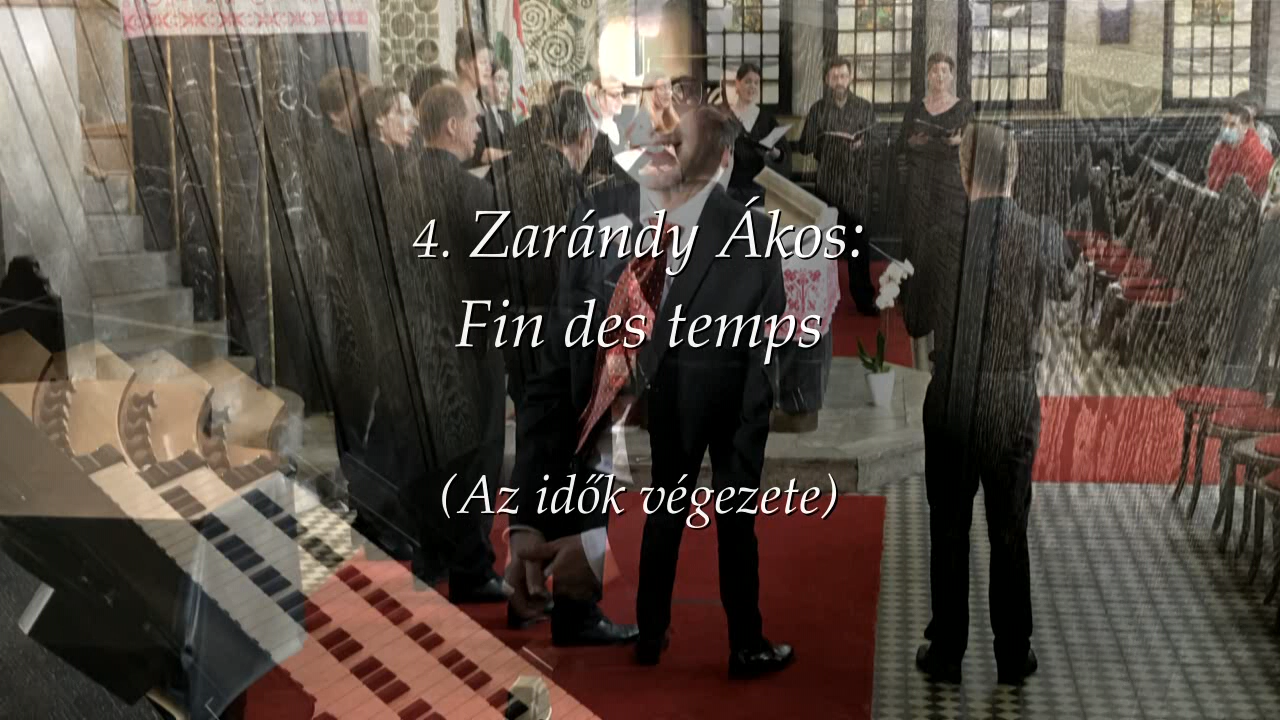 4. Zarándy Ákos:
Fin des temps
(Az idők végezete)